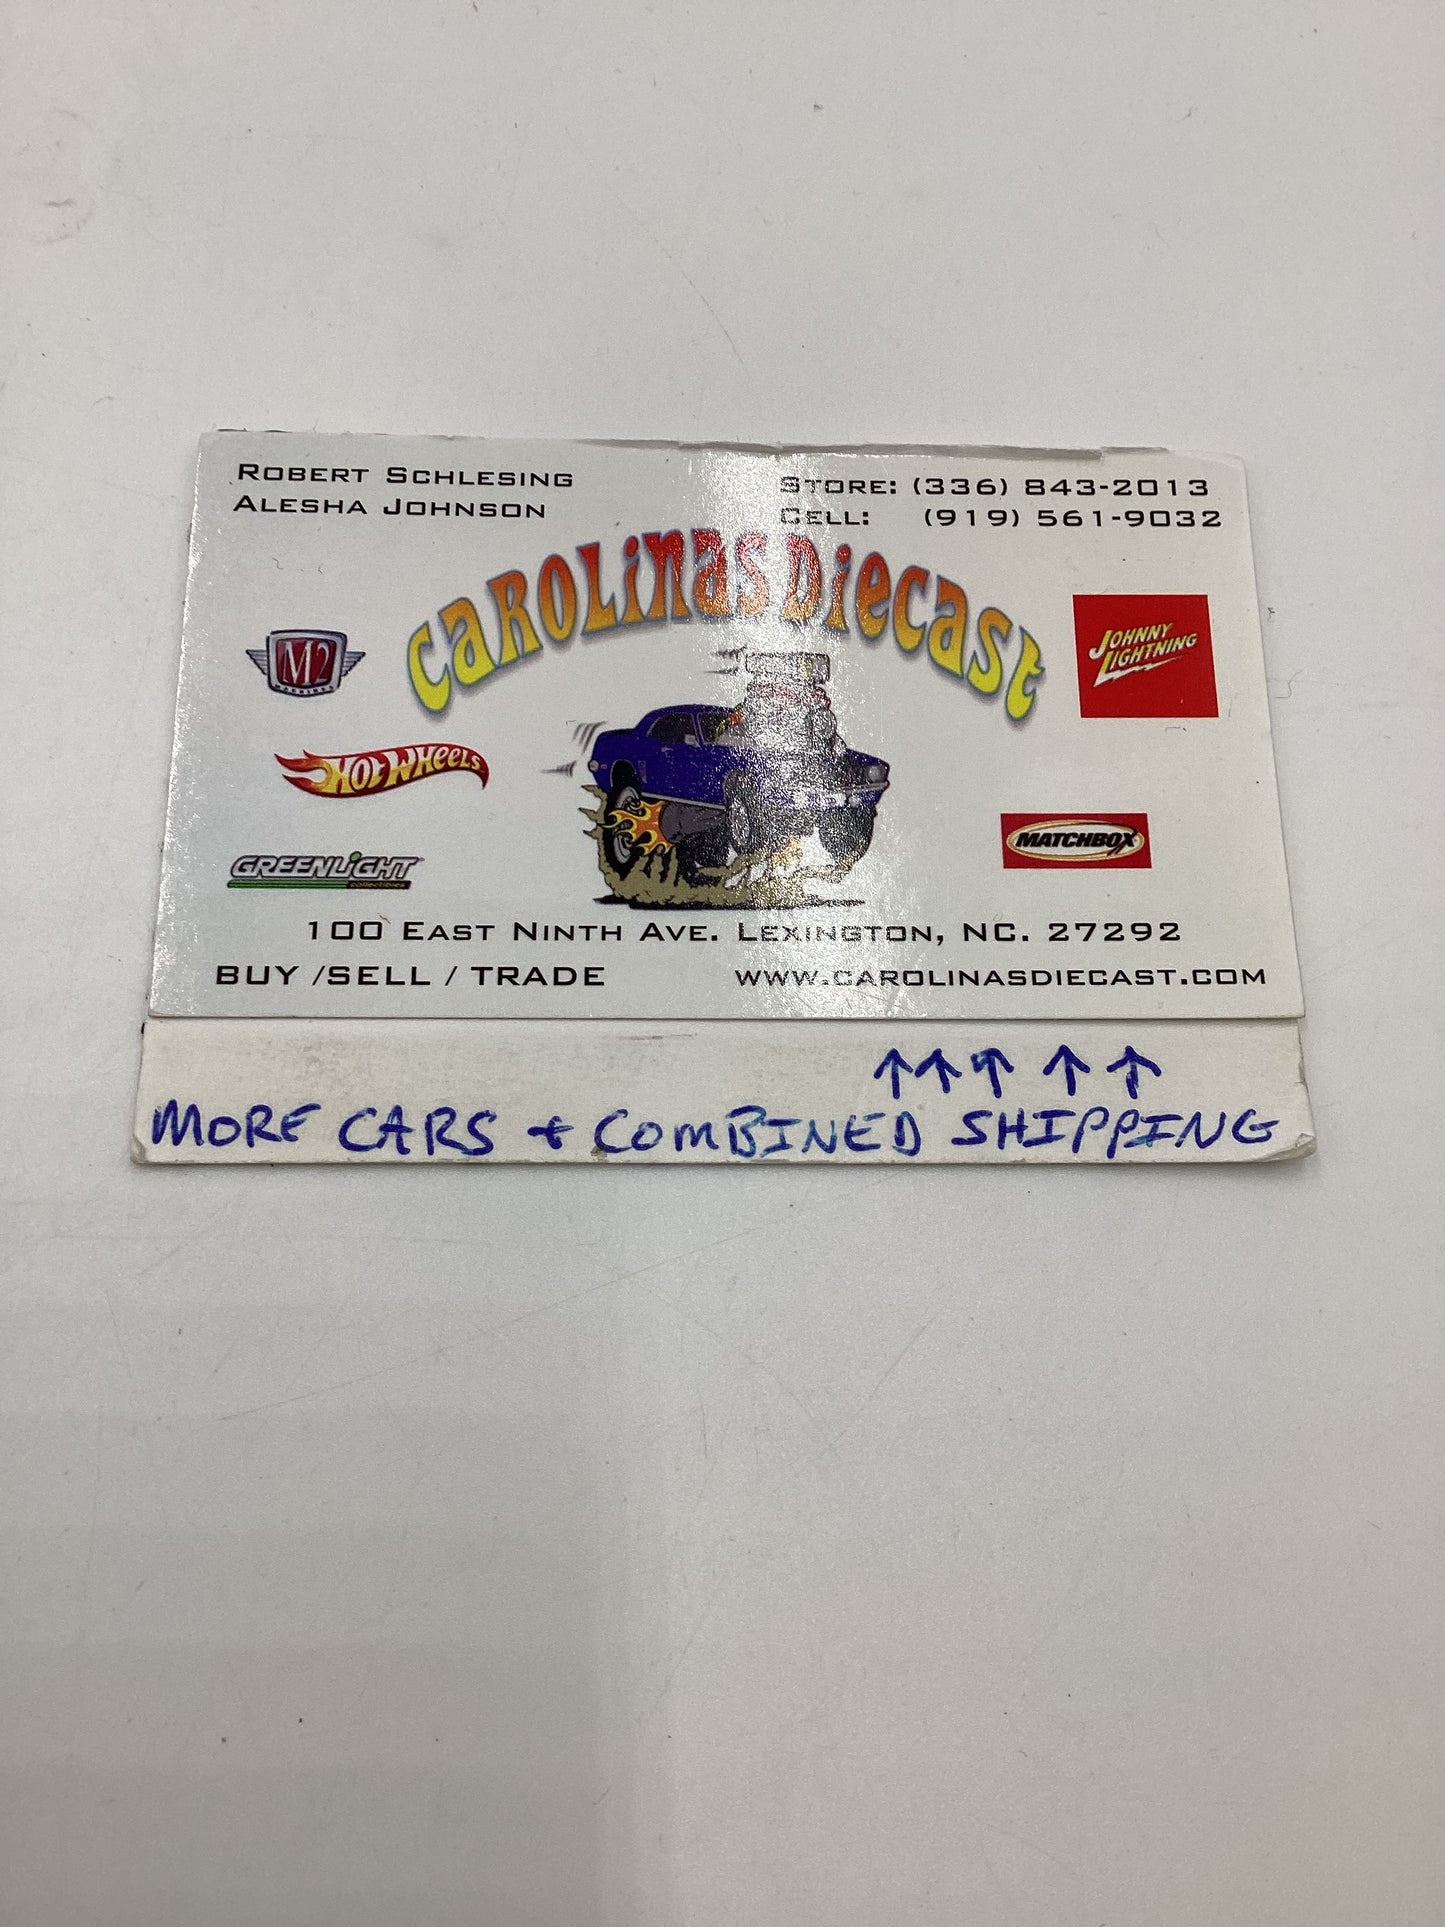 ROBERT SCHLESING
ALESHA JOHNSON
STORE: (336) 843-2013
CELL: (919) 561-9032
CAROLINAS DIECAST
M2
MACHINES
JOHNNY
LIGHTNING
HOT WHEELS
MATCHBOX
GREENLIGHT
collectibles
100 EAST NINTH AVE. LEXINGTON, NC. 27292
BUY /SELL / TRADE
WWW.CAROLINASDIECAST.COM
↑ ↑ ↑ ↑ ↑
MORE CARS + COMBINED SHIPPING